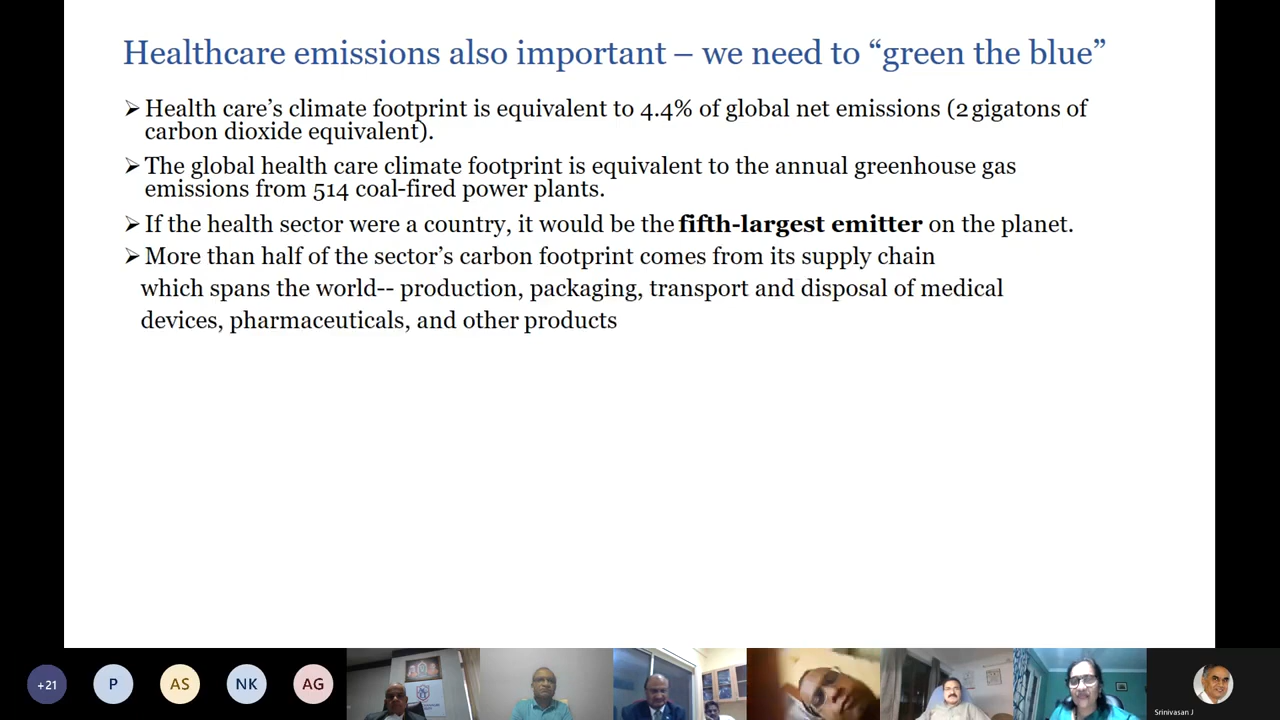 Healthcare emissions also important – we need to “green the blue”
➢ Health care’s climate footprint is equivalent to 4.4% of global net emissions (2 gigatons of
carbon dioxide equivalent).
➢ The global health care climate footprint is equivalent to the annual greenhouse gas
emissions from 514 coal-fired power plants.
➢ If the health sector were a country, it would be the fifth-largest emitter on the planet.
➢ More than half of the sector’s carbon footprint comes from its supply chain
which spans the world-- production, packaging, transport and disposal of medical
devices, pharmaceuticals, and other products
+21 P AS NK AG
Srinivasan J